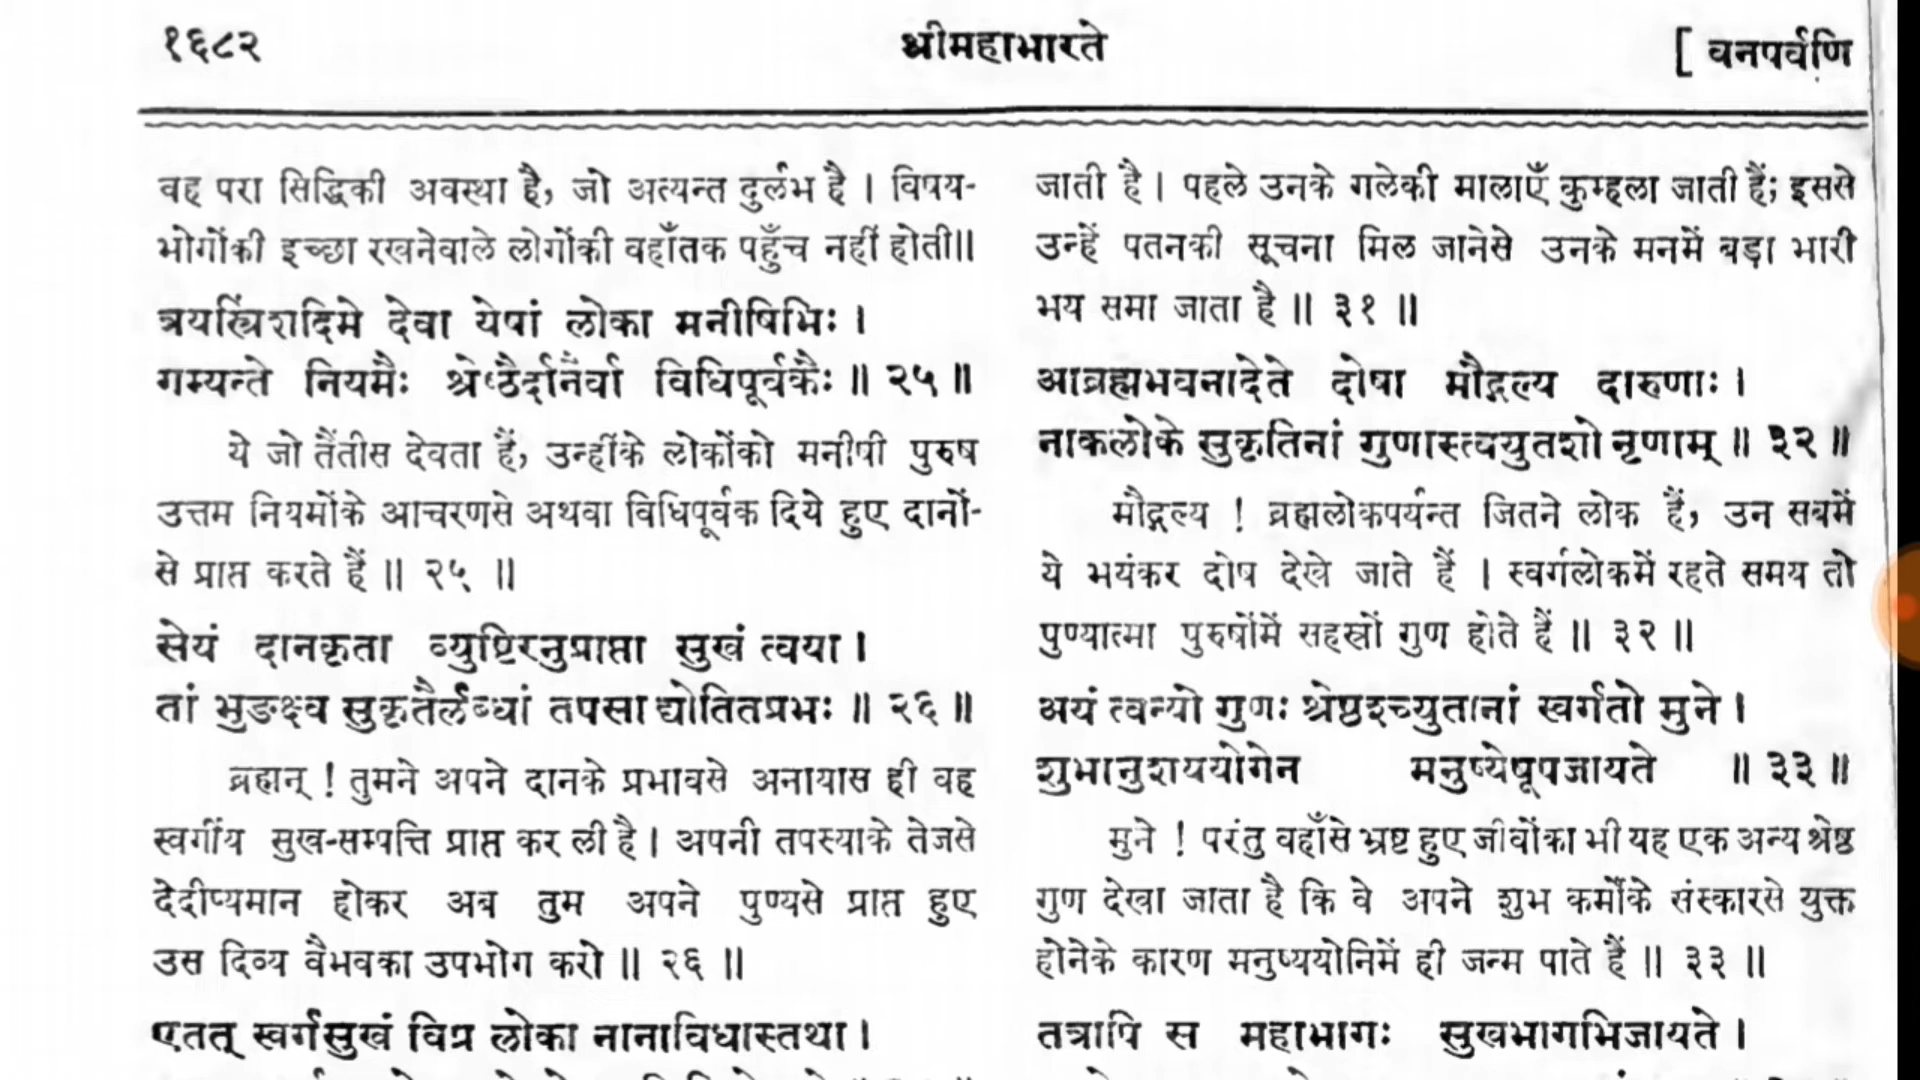 १६८२
श्रीमहाभारते
[ वनपर्वणि
वह परा सिद्धिकी अवस्था है, जो अत्यन्त दुर्लभ है । विषय-
भोगोंकी इच्छा रखनेवाले लोगोंकी वहाँतक पहुँच नहीं होती॥
त्रयस्त्रिंशदिमे देवा येषां लोका मनीषिभिः ।
गम्यन्ते नियमैः श्रेष्ठैर्दानैर्वा विधिपूर्वकैः ॥ २५ ॥
ये जो तैंतीस देवता हैं, उन्हींके लोकोंको मनीषी पुरुष
उत्तम नियमोंके आचरणसे अथवा विधिपूर्वक दिये हुए दानों-
से प्राप्त करते हैं ॥ २५ ॥
सेयं दानकृता व्युष्टिरनुप्राप्ता सुखं त्वया ।
तां भुङ्क्ष्व सुकृतैर्लब्धां तपसा द्योतितप्रभः ॥ २६ ॥
ब्रह्मन् ! तुमने अपने दानके प्रभावसे अनायास ही वह
स्वर्गीय सुख-सम्पत्ति प्राप्त कर ली है । अपनी तपस्याके तेजसे
देदीप्यमान होकर अब तुम अपने पुण्यसे प्राप्त हुए
उस दिव्य वैभवका उपभोग करो ॥ २६ ॥
एतत् स्वर्गसुखं विप्र लोका नानाविधास्तथा ।
जाती है । पहले उनके गलेकी मालाएँ कुम्हला जाती हैं; इससे
उन्हें पतनकी सूचना मिल जानेसे उनके मनमें बड़ा भारी
भय समा जाता है ॥ ३१ ॥
आब्रह्मभवनादेते दोषा मौद्गल्य दारुणाः ।
नाकलोके सुकृतिनां गुणास्त्वयुतशो नृणाम् ॥ ३२ ॥
मौद्गल्य ! ब्रह्मलोकपर्यन्त जितने लोक हैं, उन सबमें
ये भयंकर दोष देखे जाते हैं । स्वर्गलोकमें रहते समय तो
पुण्यात्मा पुरुषोंमें सहस्रों गुण होते हैं ॥ ३२ ॥
अयं त्वन्यो गुणः श्रेष्ठश्च्युतानां स्वर्गतो मुने ।
शुभानुशययोगेन मनुष्येषूपजायते ॥ ३३ ॥
मुने ! परंतु वहाँसे भ्रष्ट हुए जीवोंका भी यह एक अन्य श्रेष्ठ
गुण देखा जाता है कि वे अपने शुभ कर्मोंके संस्कारसे युक्त
होनेके कारण मनुष्ययोनिमें ही जन्म पाते हैं ॥ ३३ ॥
तत्रापि स महाभागः सुखभागभिजायते ।